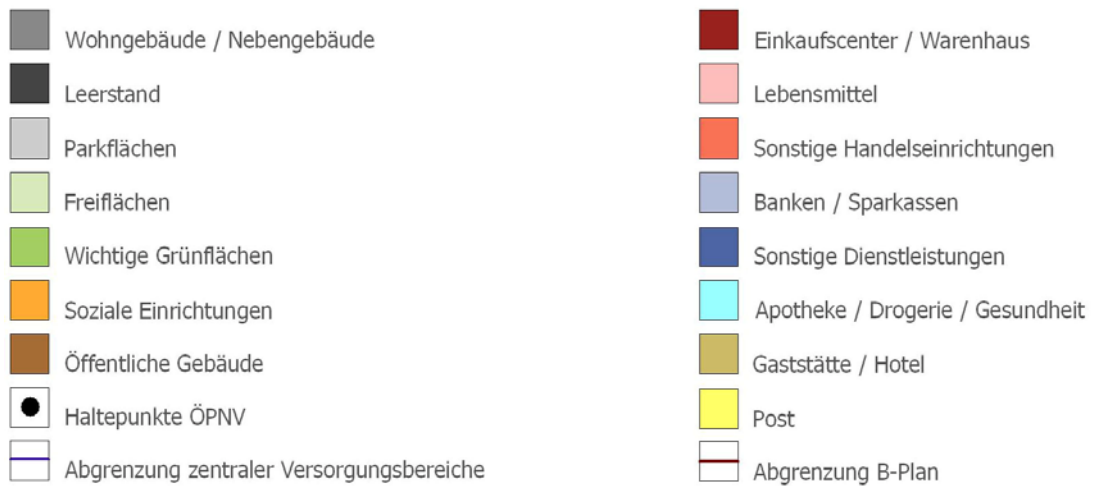 Wohngebäude / Nebengebäude
Leerstand
Parkflächen
Freiflächen
Wichtige Grünflächen
Soziale Einrichtungen
Öffentliche Gebäude
Haltepunkte ÖPNV
Abgrenzung zentraler Versorgungsbereiche
Einkaufscenter / Warenhaus
Lebensmittel
Sonstige Handelseinrichtungen
Banken / Sparkassen
Sonstige Dienstleistungen
Apotheke / Drogerie / Gesundheit
Gaststätte / Hotel
Post
Abgrenzung B-Plan